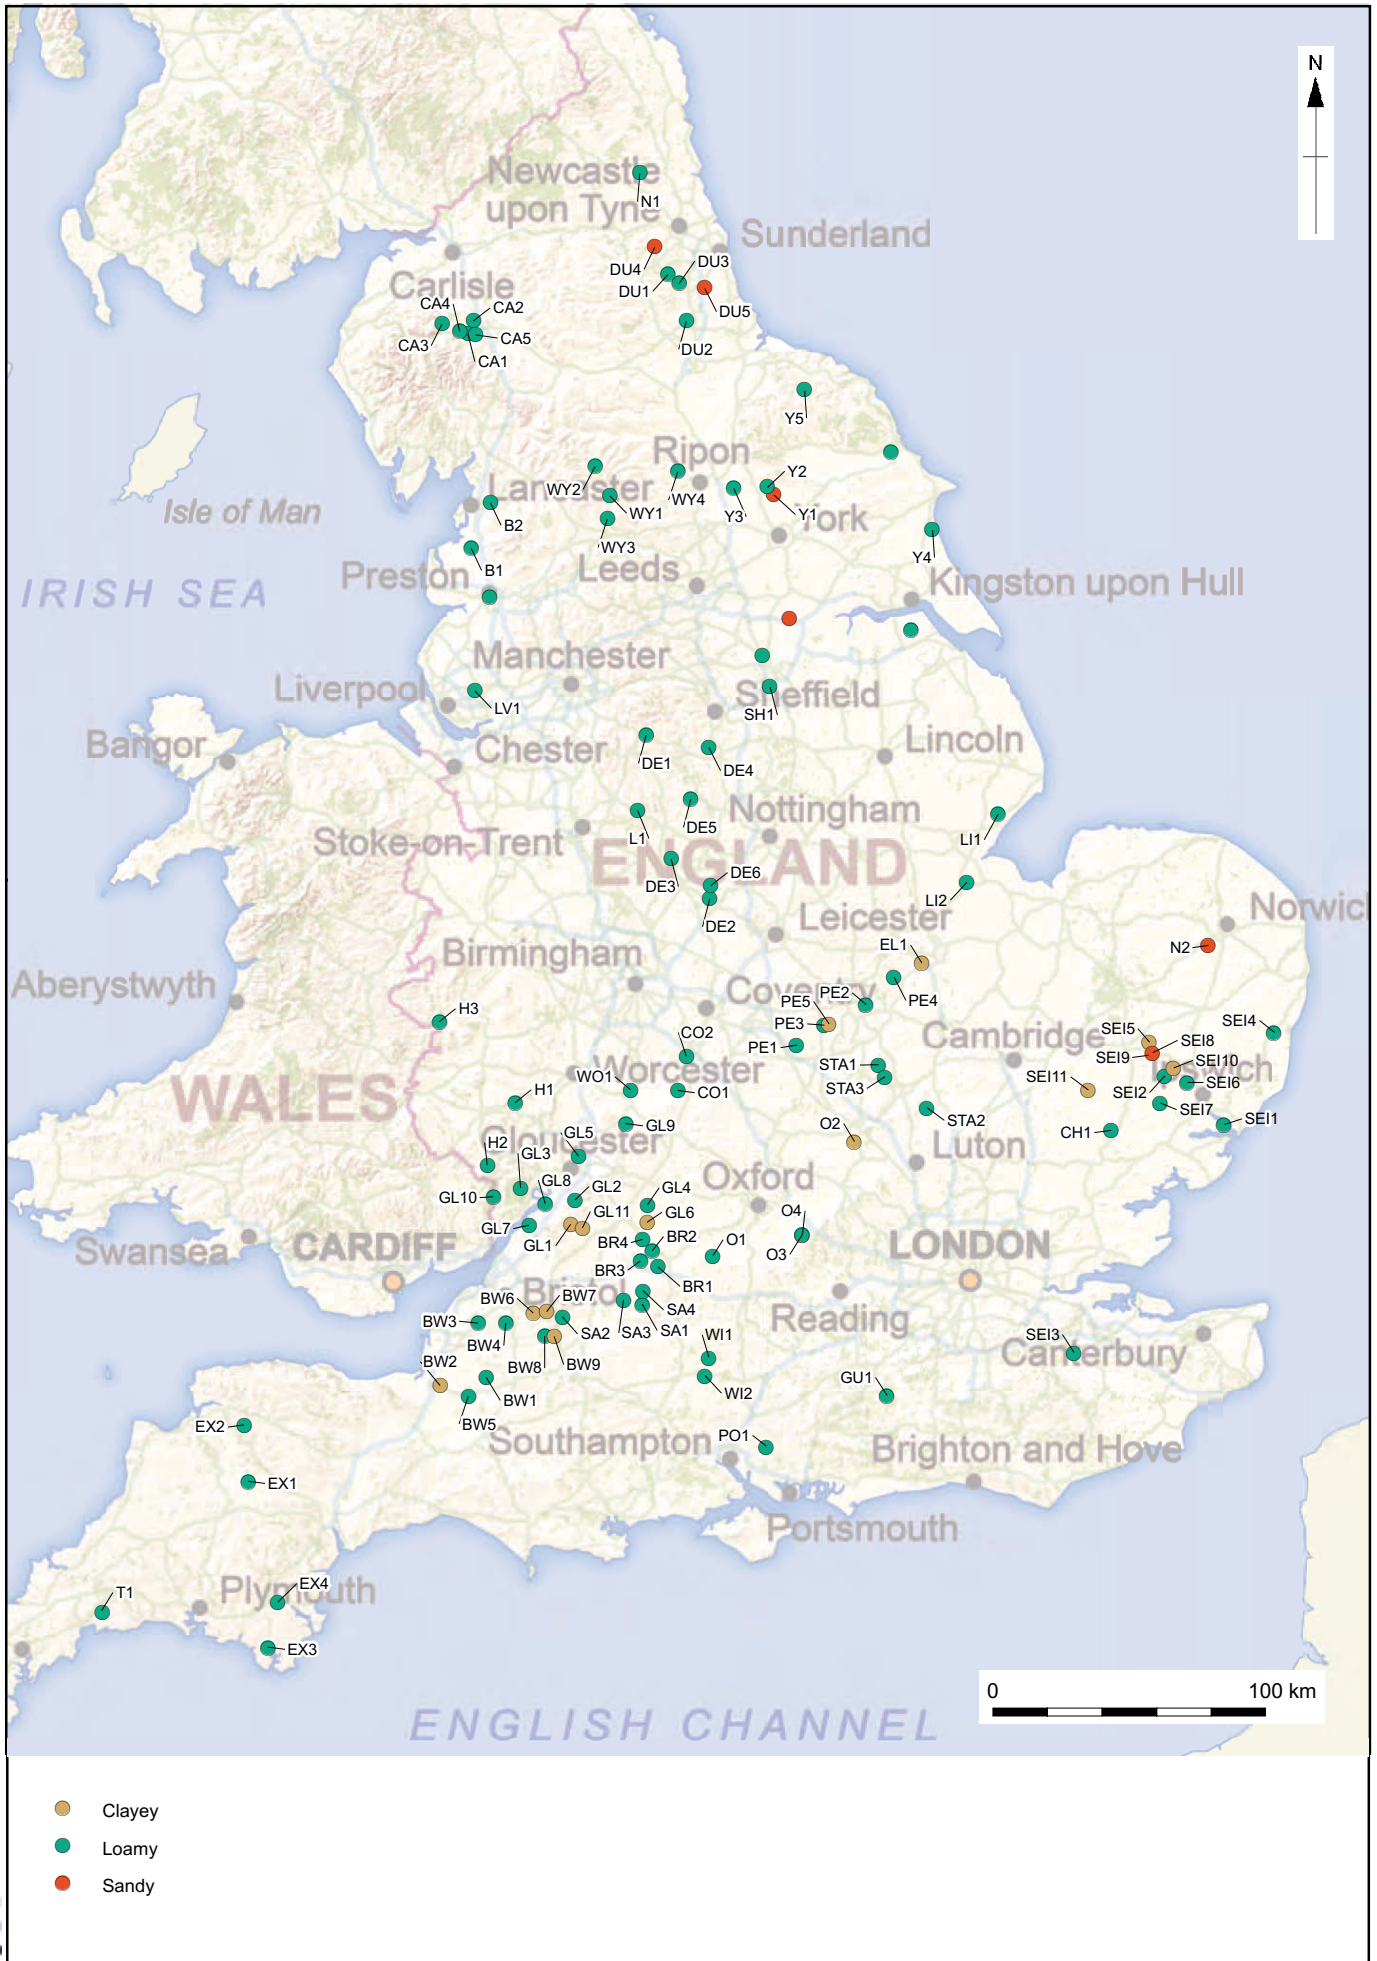 N
Newcastle
upon Tyne
N1
Sunderland
DU4
DU3
DU1
DU5
DU2
Carlisle
CA4
CA2
CA3
CA5
CA1
Y5
Ripon
Lancaster
WY2
WY4
WY1
Y2
Y3
Y1
York
WY3
Isle of Man
B2
B1
Y4
Preston
Leeds
Kingston upon Hull
IRISH SEA
Manchester
Liverpool
LV1
Sheffield
SH1
Bangor
Chester
DE1
DE4
Lincoln
Nottingham
DE5
L1
LI1
Stoke-on-Trent
ENGLAND
DE3
DE6
DE2
LI2
Leicester
Norwic
EL1
N2
Birmingham
Aberystwyth
Coventry
PE2
PE4
PE5
PE3
PE1
H3
CO2
Cambridge
SEI5
SEI8
SEI4
SEI9
SEI10
Ipswich
STA1
STA3
SEI11
SEI2
SEI6
SEI7
SEI1
Worcester
WO1
CO1
WALES
H1
GL9
STA2
CH1
O2
Luton
Gloucester
GL5
H2
GL3
GL8
GL2
GL4
Oxford
GL10
GL11
GL6
GL7
GL1
BR4
BR2
O1
O4
O3
LONDON
Swansea
CARDIFF
BR3
BR1
Bristol
BW6
BW7
SA4
Reading
BW3
BW4
SA2
SA3
SA1
BW8
BW9
WI1
SEI3
Canterbury
BW2
BW1
WI2
GU1
BW5
EX2
Southampton
PO1
Brighton and Hove
EX1
Portsmouth
T1
Plymouth
EX4
EX3
0 100 km
ENGLISH CHANNEL
Clayey
Loamy
Sandy